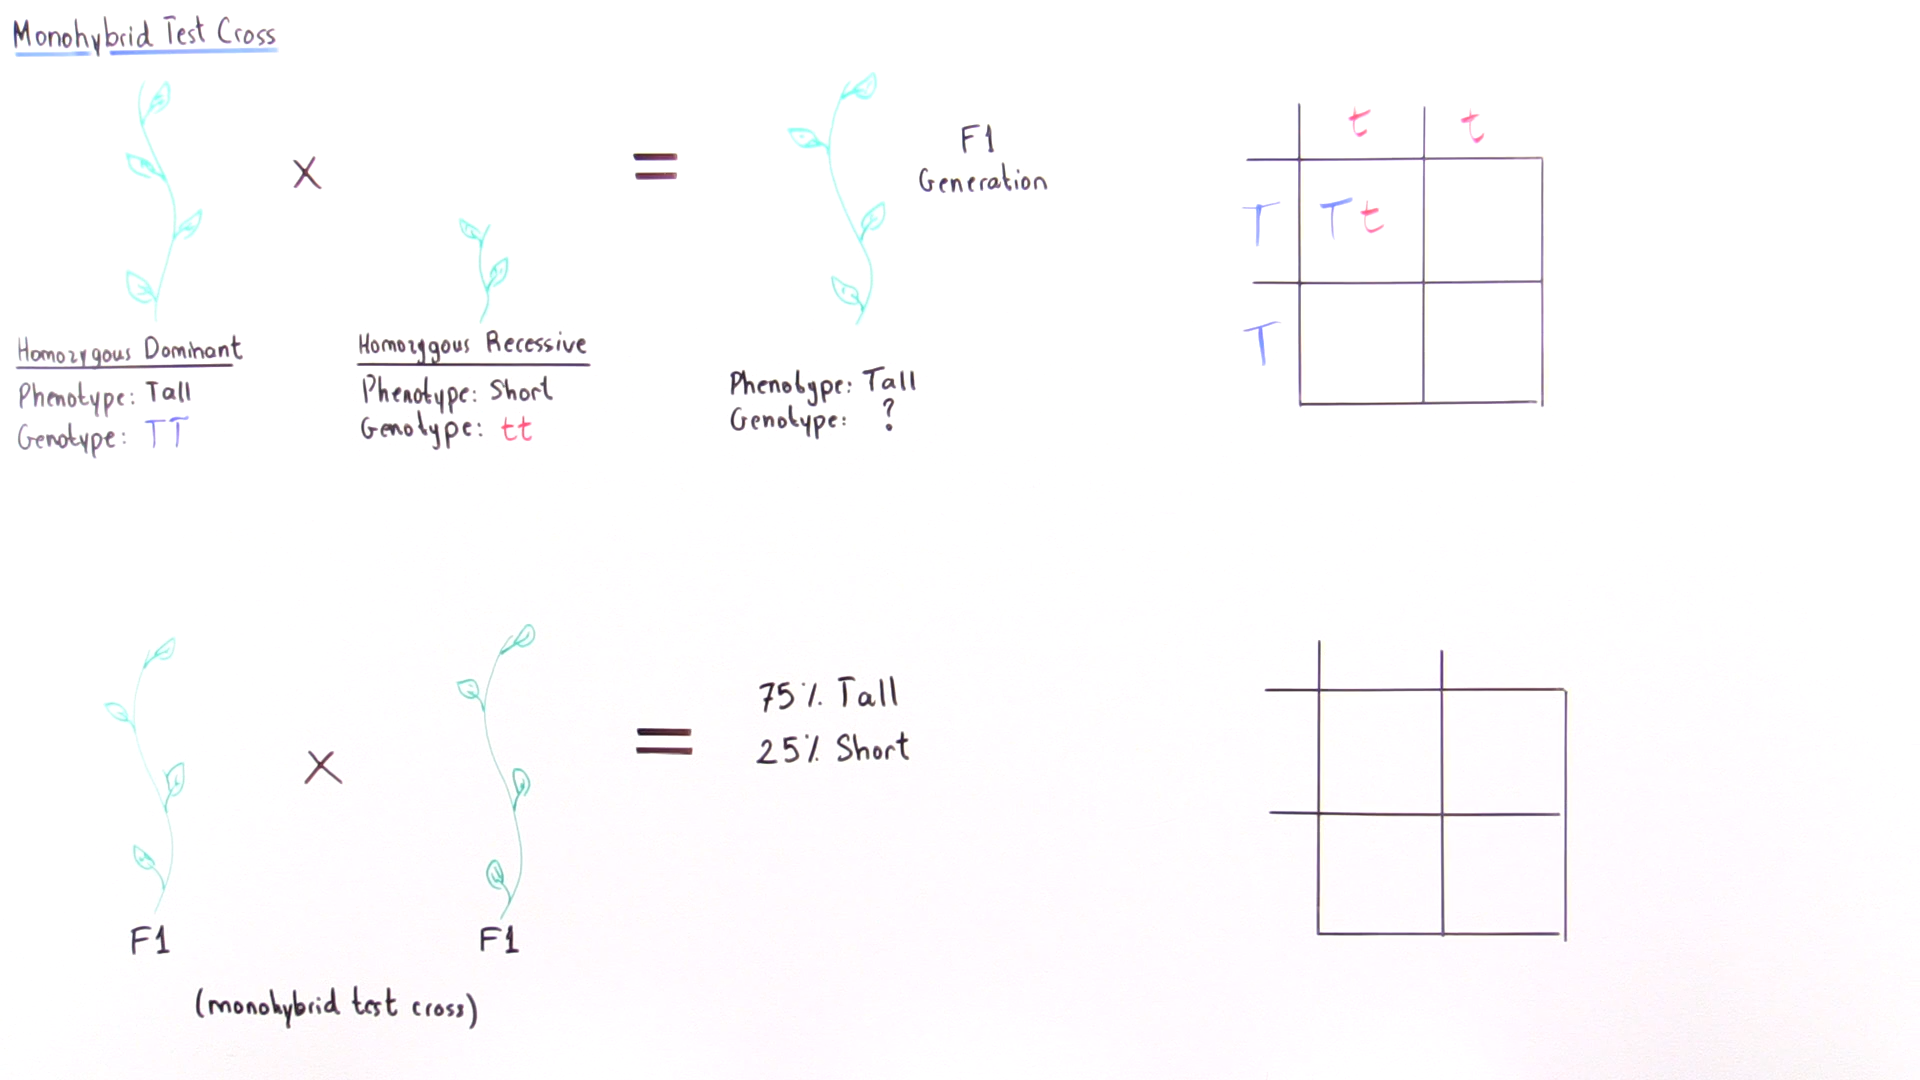 Monohybrid Test Cross
X
=
F1
Generation
Homozygous Dominant
Phenotype: Tall
Genotype: TT
Homozygous Recessive
Phenotype: Short
Genotype: tt
Phenotype: Tall
Genotype: ?
t t
T Tt
T
X
=
75% Tall
25% Short
F1
F1
(monohybrid test cross)